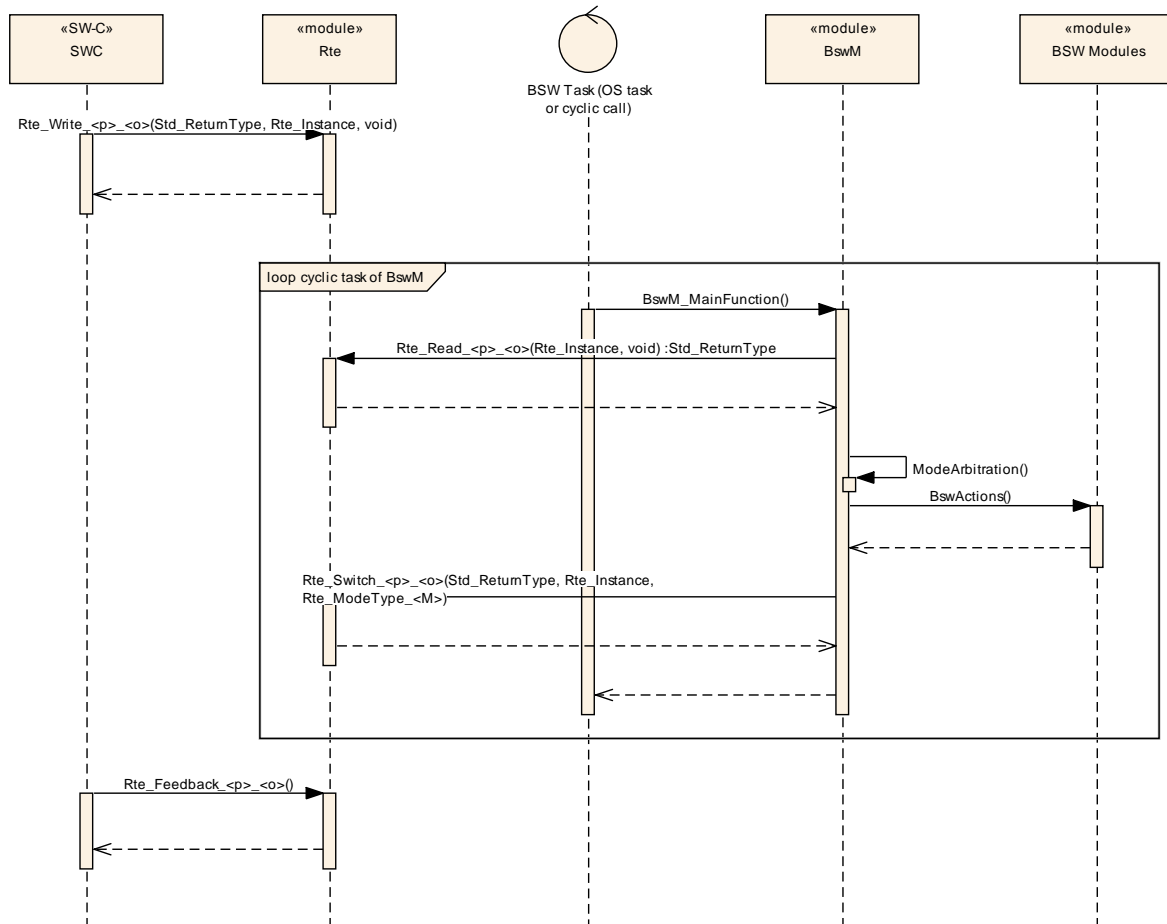 «SW-C»
SWC
«module»
Rte
BSW Task (OS task
or cyclic call)
«module»
BswM
«module»
BSW Modules
Rte_Write_<p>_<o>(Std_ReturnType, Rte_Instance, void)
loop cyclic task of BswM
BswM_MainFunction()
Rte_Read_<p>_<o>(Rte_Instance, void) :Std_ReturnType
ModeArbitration()
BswActions()
Rte_Switch_<p>_<o>(Std_ReturnType, Rte_Instance,
Rte_ModeType_<M>)
Rte_Feedback_<p>_<o>()